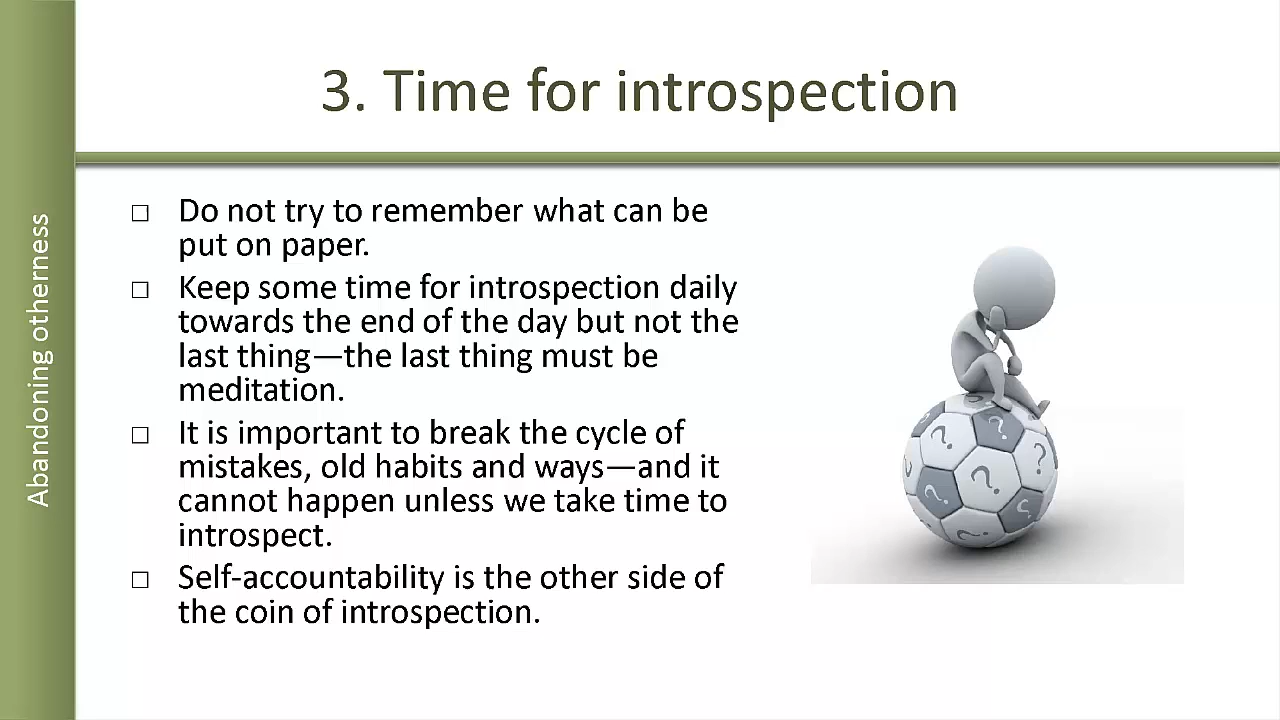 3. Time for introspection
Abandoning otherness
□ Do not try to remember what can be
put on paper.
□ Keep some time for introspection daily
towards the end of the day but not the
last thing—the last thing must be
meditation.
□ It is important to break the cycle of
mistakes, old habits and ways—and it
cannot happen unless we take time to
introspect.
□ Self-accountability is the other side of
the coin of introspection.
? ? ? ? ? ? ? ?